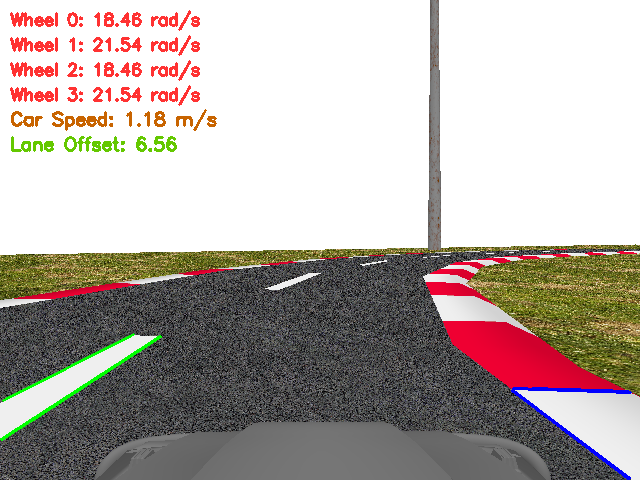 Wheel 0: 18.46 rad/s
Wheel 1: 21.54 rad/s
Wheel 2: 18.46 rad/s
Wheel 3: 21.54 rad/s
Car Speed: 1.18 m/s
Lane Offset: 6.56